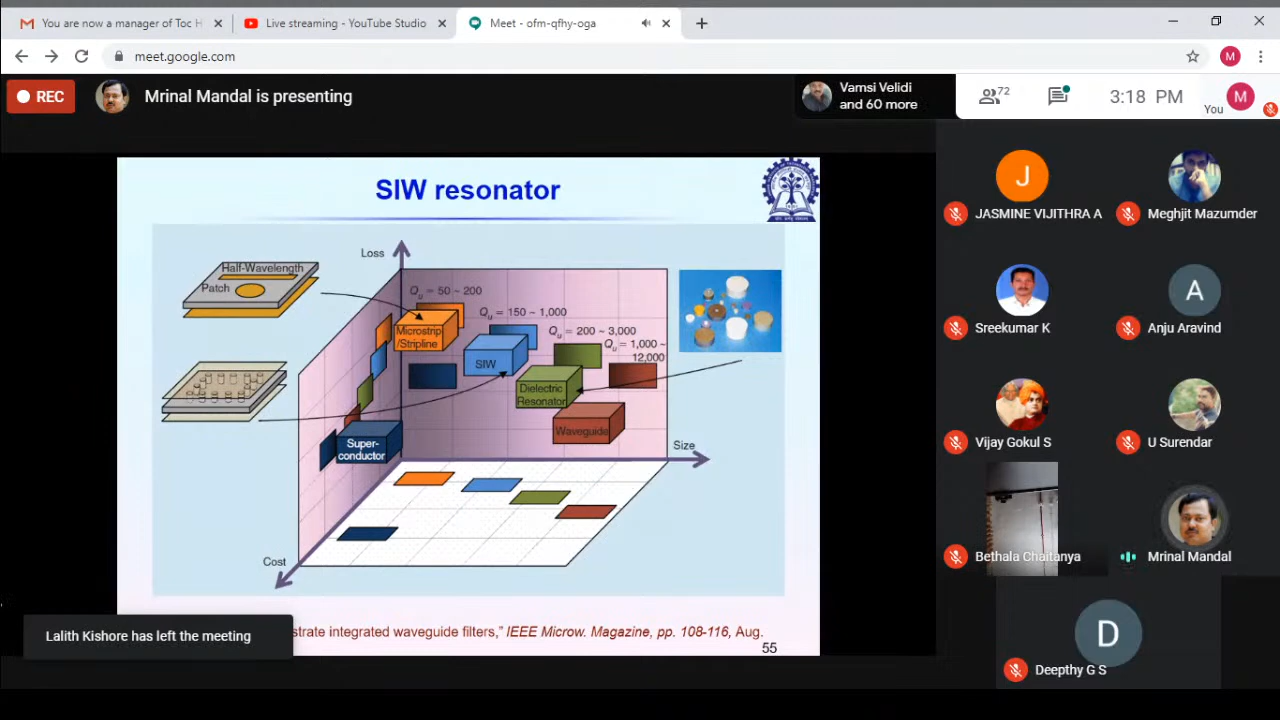 You are now a manager of Toc H
Live streaming - YouTube Studio
Meet - ofm-qfhy-oga
meet.google.com
M
REC
Mrinal Mandal is presenting
Vamsi Velidi
and 60 more
72
3:18 PM
You
M
SIW resonator
Loss
Half-Wavelength
Patch
Qu = 50 ~ 200
Microstrip
/Stripline
Qu = 150 ~ 1,000
SIW
Qu = 200 ~ 3,000
Qu = 1,000 ~
12,000
Dielectric
Resonator
Waveguide
Super-
conductor
Size
Cost
strate integrated waveguide filters,” IEEE Microw. Magazine, pp. 108-116, Aug.
55
Lalith Kishore has left the meeting
J
JASMINE VIJITHRA A
Meghjit Mazumder
Sreekumar K
A
Anju Aravind
Vijay Gokul S
U Surendar
Bethala Chaitanya
Mrinal Mandal
D
Deepthy G S